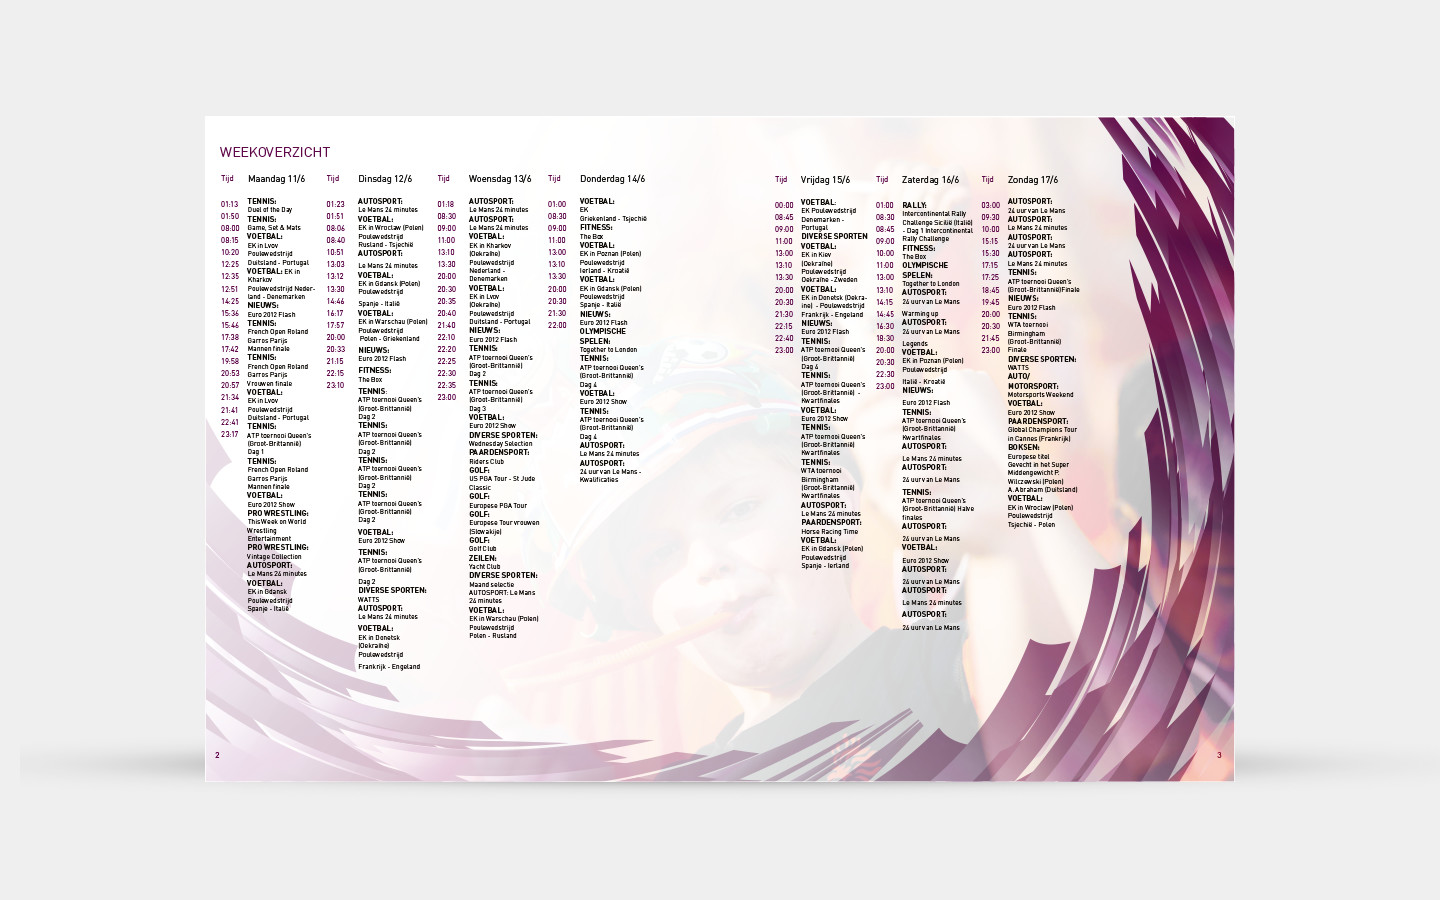 WEEKOVERZICHT
Tijd
Maandag 11/6
01:13
01:50
08:00
08:15
10:20
12:25
12:35
12:51
14:25
15:36
15:46
17:38
17:42
19:58
20:53
20:57
21:34
21:41
22:41
23:17
TENNIS:
Duel of the Day
TENNIS:
Game, Set & Mats
VOETBAL:
EK in Lvov
Poulewedstrijd
Duitsland - Portugal
VOETBAL: EK in
Kharkov
Poulewedstrijd Neder-
land - Denemarken
NIEUWS:
Euro 2012 Flash
TENNIS:
French Open Roland
Garros Parijs
Mannen finale
TENNIS:
French Open Roland
Garros Parijs
Vrouwen finale
VOETBAL:
EK in Lvov
Poulewedstrijd
Duitsland - Portugal
TENNIS:
ATP toernooi Queen's
(Groot-Brittannië)
Dag 1
TENNIS:
French Open Roland
Garros Parijs
Mannen finale
VOETBAL:
Euro 2012 Show
PRO WRESTLING:
This Week on World
Wrestling
Entertainment
PRO WRESTLING:
Vintage Collection
AUTOSPORT:
Le Mans 24 minutes
VOETBAL:
EK in Gdansk
Poulewedstrijd
Spanje - Italië
Tijd
Dinsdag 12/6
01:23
01:51
08:06
08:40
10:51
13:03
13:12
13:30
14:46
16:17
17:57
20:00
20:33
21:15
22:15
23:10
AUTOSPORT:
Le Mans 24 minutes
VOETBAL:
EK in Wroclaw (Polen)
Poulewedstrijd
Rusland - Tsjechië
AUTOSPORT:
Le Mans 24 minutes
VOETBAL:
EK in Gdansk (Polen)
Poulewedstrijd
Spanje - Italië
VOETBAL:
EK in Warschau (Polen)
Poulewedstrijd
Polen - Griekenland
NIEUWS:
Euro 2012 Flash
FITNESS:
The Box
TENNIS:
ATP toernooi Queen's
(Groot-Brittannië)
Dag 2
TENNIS:
ATP toernooi Queen's
(Groot-Brittannië)
Dag 2
TENNIS:
ATP toernooi Queen's
(Groot-Brittannië)
Dag 2
TENNIS:
ATP toernooi Queen's
(Groot-Brittannië)
Dag 2
VOETBAL:
Euro 2012 Show
TENNIS:
ATP toernooi Queen's
(Groot-Brittannië)
Dag 2
DIVERSE SPORTEN:
WATTS
AUTOSPORT:
Le Mans 24 minutes
VOETBAL:
EK in Donetsk
(Oekraïne)
Poulewedstrijd
Frankrijk - Engeland
Tijd
Woensdag 13/6
01:18
08:30
09:00
11:00
13:10
13:30
20:00
20:30
20:35
20:40
21:40
22:10
22:20
22:25
22:30
22:35
23:00
AUTOSPORT:
Le Mans 24 minutes
AUTOSPORT:
Le Mans 24 minutes
VOETBAL:
EK in Kharkov
(Oekraïne)
Poulewedstrijd
Nederland -
Denemarken
VOETBAL:
EK in Lvov
(Oekraïne)
Poulewedstrijd
Duitsland - Portugal
NIEUWS:
Euro 2012 Flash
TENNIS:
ATP toernooi Queen's
(Groot-Brittannië)
Dag 2
TENNIS:
ATP toernooi Queen's
(Groot-Brittannië)
Dag 3
VOETBAL:
Euro 2012 Show
DIVERSE SPORTEN:
Wednesday Selection
PAARDENSPORT:
Riders Club
GOLF:
US PGA Tour - St Jude
Classic
GOLF:
Europese PGA Tour
GOLF:
Europese Tour vrouwen
(Slowakije)
GOLF:
Golf Club
ZEILEN:
Yacht Club
DIVERSE SPORTEN:
Maand selectie
AUTOSPORT: Le Mans
24 minutes
VOETBAL:
EK in Warschau (Polen)
Poulewedstrijd
Polen - Rusland
Tijd
Donderdag 14/6
01:00
08:30
09:00
11:00
13:00
13:10
13:30
20:00
20:30
21:30
22:00
VOETBAL:
EK
Griekenland - Tsjechië
FITNESS:
The Box
VOETBAL:
EK in Poznan (Polen)
Poulewedstrijd
Ierland - Kroatië
VOETBAL:
EK in Gdansk (Polen)
Poulewedstrijd
Spanje - Italië
NIEUWS:
Euro 2012 Flash
OLYMPISCHE
SPELEN:
Together to London
TENNIS:
ATP toernooi Queen's
(Groot-Brittannië)
Dag 4
VOETBAL:
Euro 2012 Show
TENNIS:
ATP toernooi Queen's
(Groot-Brittannië)
Dag 4
AUTOSPORT:
Le Mans 24 minutes
AUTOSPORT:
24 uur van Le Mans -
Kwalificaties
Tijd
Vrijdag 15/6
00:00
08:45
09:00
11:00
13:00
13:10
13:30
20:00
20:30
21:30
22:15
22:40
23:00
VOETBAL:
EK Poulewedstrijd
Denemarken -
Portugal
DIVERSE SPORTEN
VOETBAL:
EK in Kiev
(Oekraïne)
Poulewedstrijd
Oekraïne -Zweden
VOETBAL:
EK in Donetsk (Oekra-
ïne) - Poulewedstrijd
Frankrijk - Engeland
NIEUWS:
Euro 2012 Flash
TENNIS:
ATP toernooi Queen's
(Groot-Brittannië)
Dag 4
TENNIS:
ATP toernooi Queen's
(Groot-Brittannië) -
Kwartfinales
VOETBAL:
Euro 2012 Show
TENNIS:
ATP toernooi Queen's
(Groot-Brittannië)
Kwartfinales
TENNIS:
WTA toernooi
Birmingham
(Groot-Brittannië)
Kwartfinales
AUTOSPORT:
Le Mans 24 minutes
PAARDENSPORT:
Horse Racing Time
VOETBAL:
EK in Gdansk (Polen)
Poulewedstrijd
Spanje - Ierland
Tijd
Zaterdag 16/6
01:00
08:30
08:45
09:00
10:00
11:00
13:00
13:10
14:15
14:45
16:30
18:30
20:00
20:30
22:30
23:00
RALLY:
Intercontinental Rally
Challenge Sicilië (Italië)
- Dag 1 Intercontinental
Rally Challenge
FITNESS:
The Box
OLYMPISCHE
SPELEN:
Together to London
AUTOSPORT:
24 uur van Le Mans
Warming up
AUTOSPORT:
24 uur van Le Mans
Legends
VOETBAL:
EK in Poznan (Polen)
Poulewedstrijd
Italië - Kroatië
NIEUWS:
Euro 2012 Flash
TENNIS:
ATP toernooi Queen's
(Groot-Brittannië)
Kwartfinales
AUTOSPORT:
Le Mans 24 minutes
AUTOSPORT:
24 uur van Le Mans
TENNIS:
ATP toernooi Queen's
(Groot-Brittannië) Halve
finales
AUTOSPORT:
24 uur van Le Mans
VOETBAL:
Euro 2012 Show
AUTOSPORT:
24 uur van Le Mans
AUTOSPORT:
Le Mans 24 minutes
AUTOSPORT:
24 uur van Le Mans
Tijd
Zondag 17/6
03:00
09:30
10:00
15:15
15:30
17:15
17:25
18:45
19:45
20:00
20:30
21:45
23:00
AUTOSPORT:
24 uur van Le Mans
AUTOSPORT:
Le Mans 24 minutes
AUTOSPORT:
24 uur van Le Mans
AUTOSPORT:
Le Mans 24 minutes
TENNIS:
ATP toernooi Queen's
(Groot-Brittannië)Finale
NIEUWS:
Euro 2012 Flash
TENNIS:
WTA toernooi
Birmingham
(Groot-Brittannië)
Finale
DIVERSE SPORTEN:
WATTS
AUTO/
MOTORSPORT:
Motorsports Weekend
VOETBAL:
Euro 2012 Show
PAARDENSPORT:
Global Champions Tour
in Cannes (Frankrijk)
BOKSEN:
Europese titel
Gevecht in het Super
Middengewicht P.
Wilczewski (Polen)
A. Abraham (Duitsland)
VOETBAL:
EK in Wroclaw (Polen)
Poulewedstrijd
Tsjechië - Polen
2
3